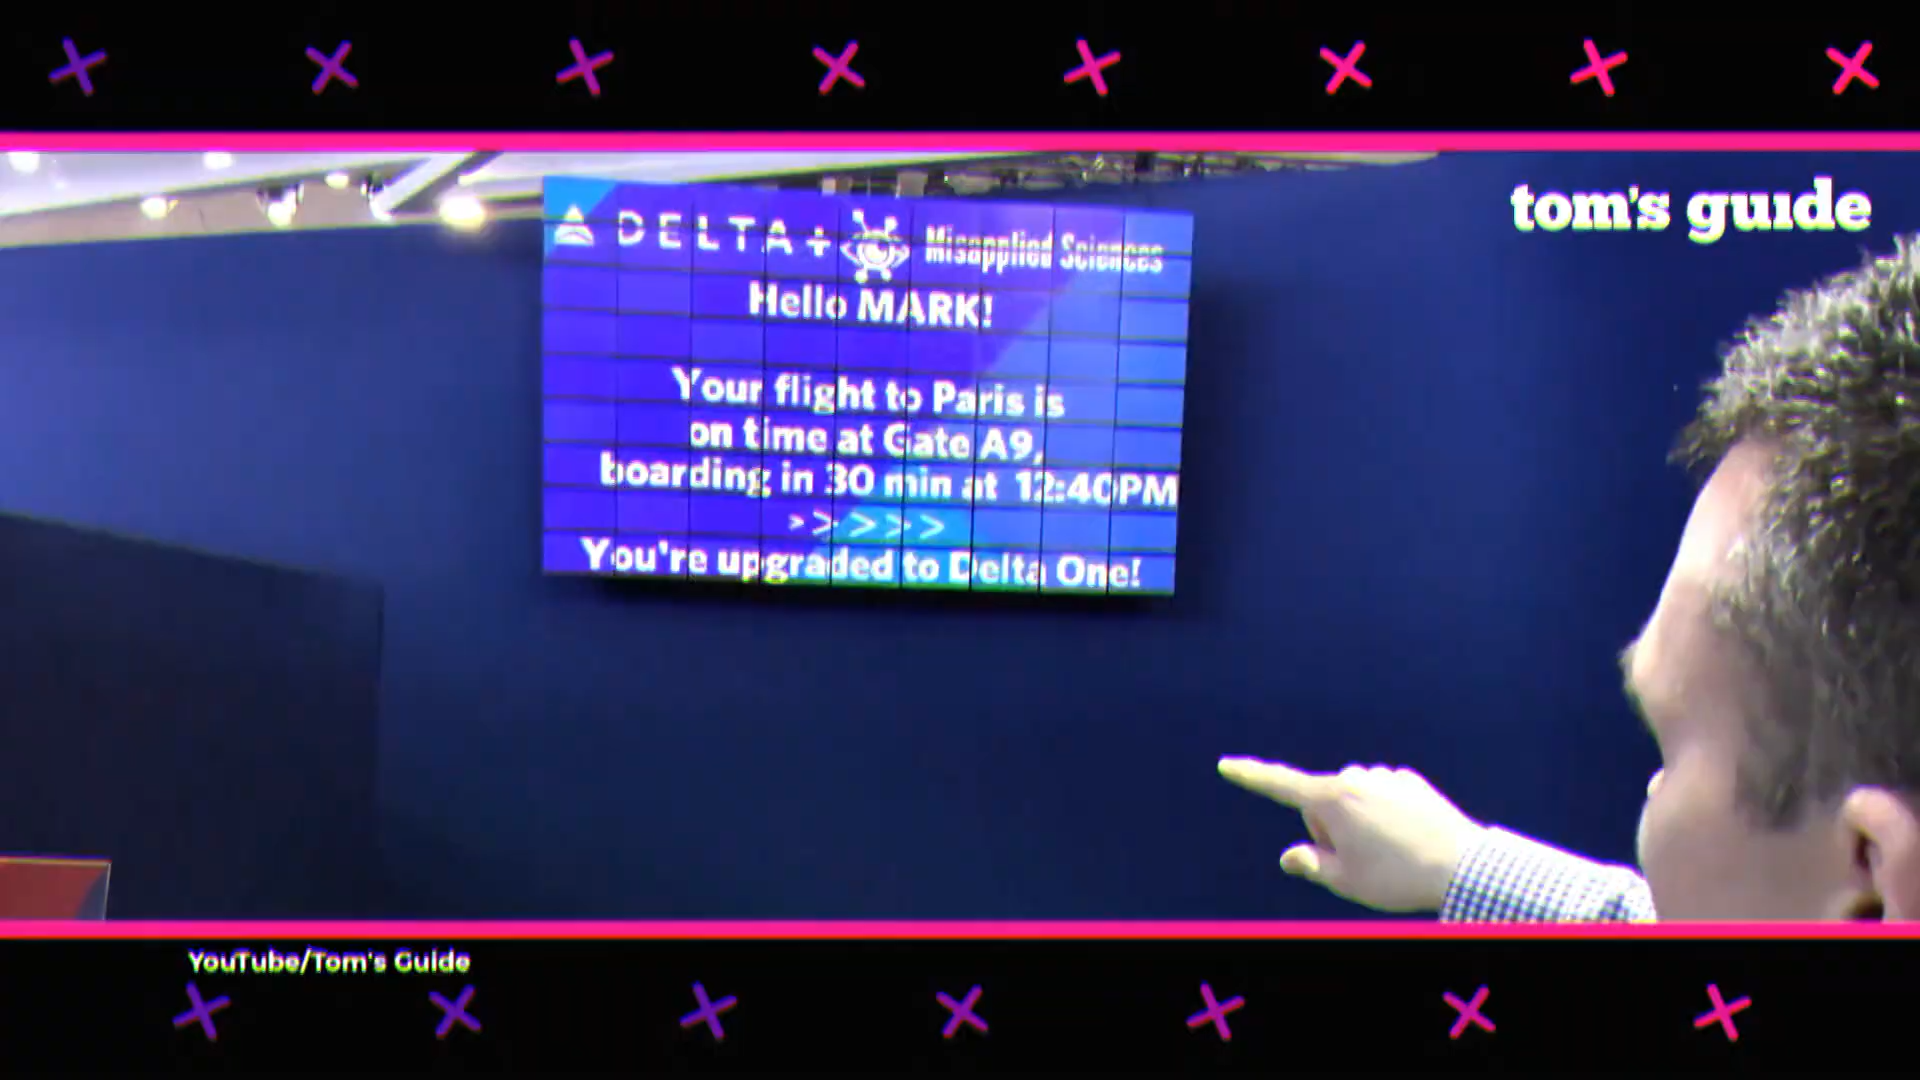 tom's guide
DELTA + Misapplied Sciences
Hello MARK!
Your flight to Paris is
on time at Gate A9,
boarding in 30 min at 12:40PM
> > > > >
You're upgraded to Delta One!
YouTube/Tom's Guide